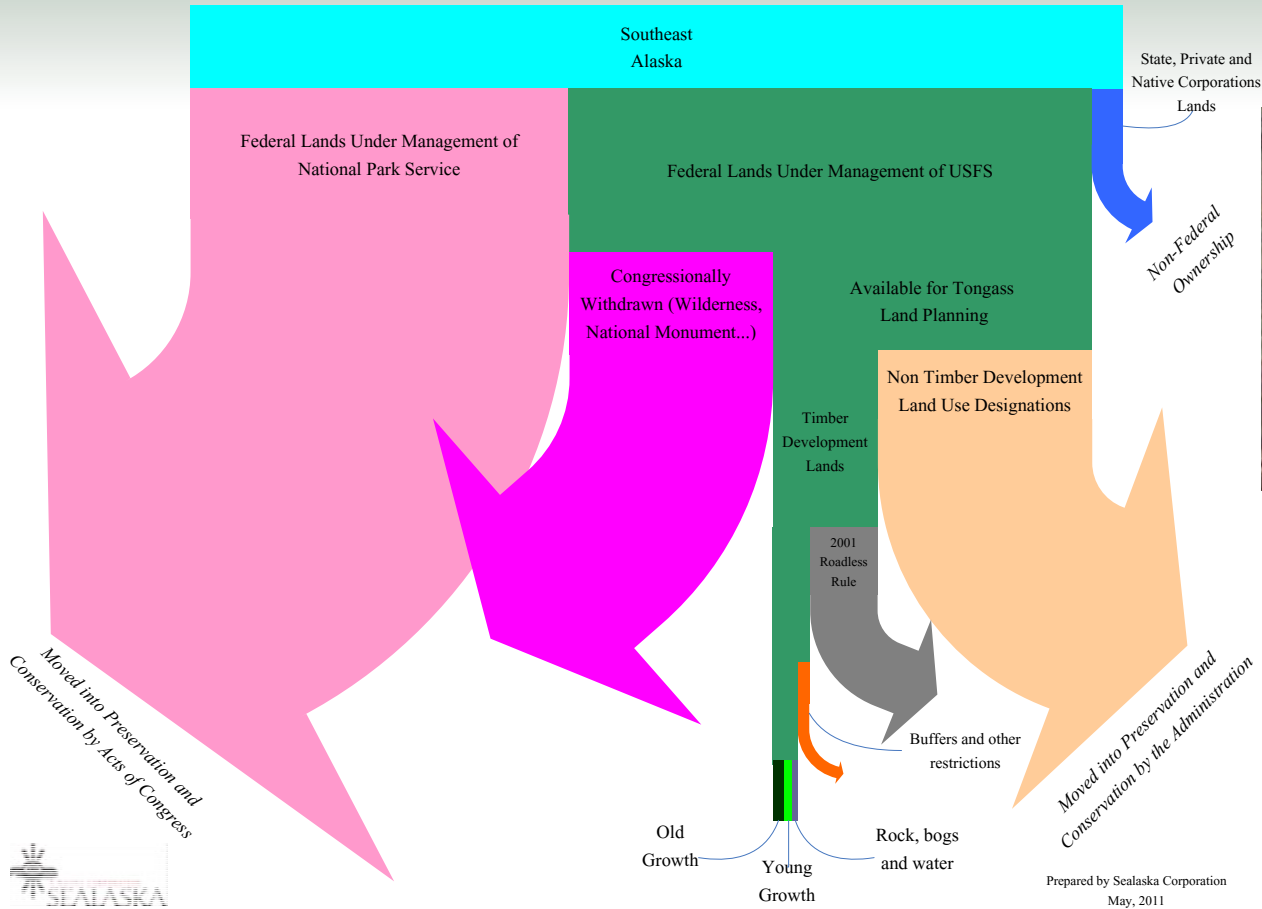 Southeast
Alaska
State, Private and
Native Corporations
Lands
Federal Lands Under Management of
National Park Service
Federal Lands Under Management of USFS
Non-Federal
Ownership
Congressionally
Withdrawn (Wilderness,
National Monument...)
Available for Tongass
Land Planning
Non Timber Development
Land Use Designations
Timber
Development
Lands
2001
Roadless
Rule
Moved into Preservation and
Conservation by Acts of Congress
Moved into Preservation and
Conservation by the Administration
Buffers and other
restrictions
Old
Growth
Young
Growth
Rock, bogs
and water
SEALASKA
Prepared by Sealaska Corporation
May, 2011